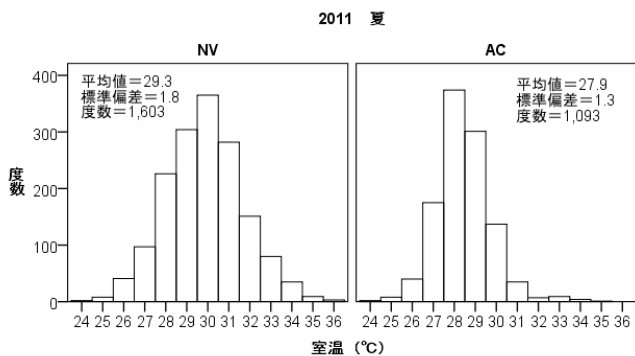 2011 夏
NV
AC
平均値=29.3
標準偏差=1.8
度数=1,603
平均値=27.9
標準偏差=1.3
度数=1,093
度数
400
300
200
100
0
24 25 26 27 28 29 30 31 32 33 34 35 36
24 25 26 27 28 29 30 31 32 33 34 35 36
室温 (℃)